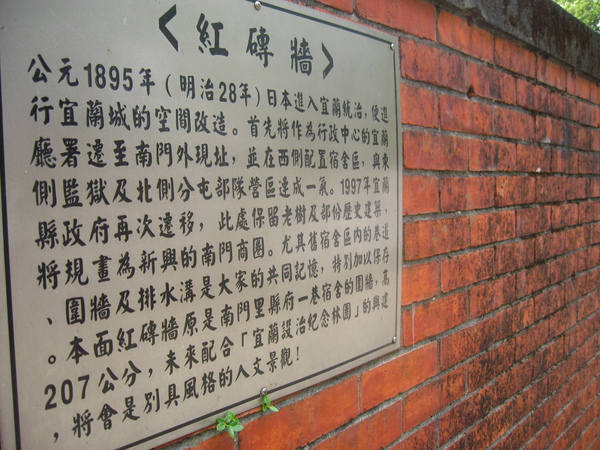 <紅磚牆>
公元1895年(明治28年)日本進入宜蘭統治,便進
行宜蘭城的空間改造。首先將作為行政中心的宜蘭
廳署遷至南門外現址,並在西側配置宿舍區,與東
側監獄及北側分屯部隊營區連成一氣。1997年宜蘭
縣政府再次遷移,此處保留老樹及部份歷史建築,
將規畫為新興的南門商圈。尤其舊宿舍區內的巷道
、圍牆及排水溝是大家的共同記憶,特別加以保存
。本面紅磚牆原是南門里縣府一巷宿舍的圍牆,高
207公分,未來配合「宜蘭設治紀念林園」的興建
,將會是別具風格的人文景觀!